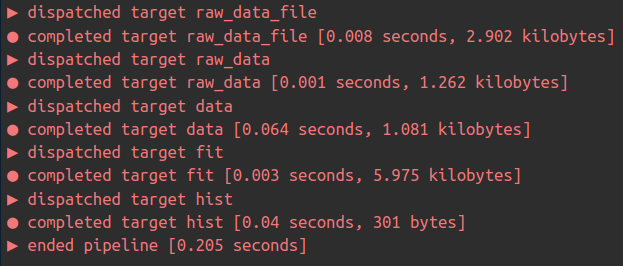 ▶ dispatched target raw_data_file
● completed target raw_data_file [0.008 seconds, 2.902 kilobytes]
▶ dispatched target raw_data
● completed target raw_data [0.001 seconds, 1.262 kilobytes]
▶ dispatched target data
● completed target data [0.064 seconds, 1.081 kilobytes]
▶ dispatched target fit
● completed target fit [0.003 seconds, 5.975 kilobytes]
▶ dispatched target hist
● completed target hist [0.04 seconds, 301 bytes]
▶ ended pipeline [0.205 seconds]